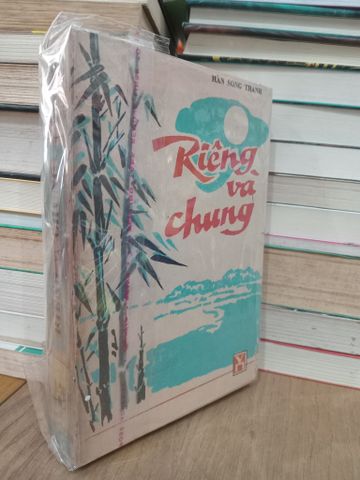 HÀN SONG THANH
Riêng
và
chung